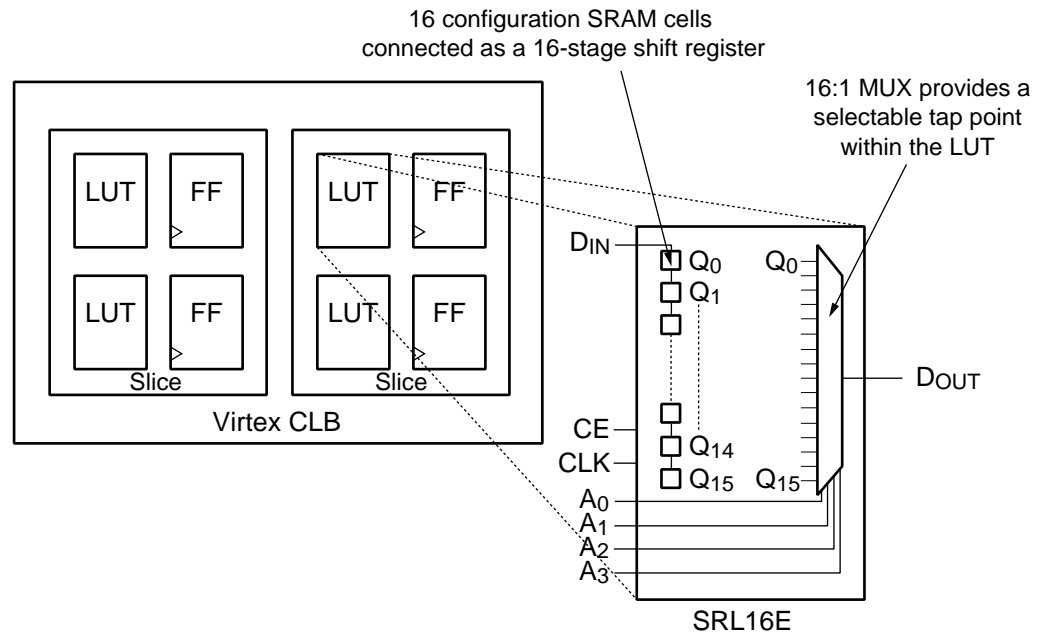 16 configuration SRAM cells
connected as a 16-stage shift register
16:1 MUX provides a
selectable tap point
within the LUT
LUT FF LUT FF
LUT FF LUT FF
Slice Slice
Virtex CLB
DIN
Q0 Q0
Q1
DOUT
CE
Q14
CLK
Q15 Q15
A0
A1
A2
A3
SRL16E